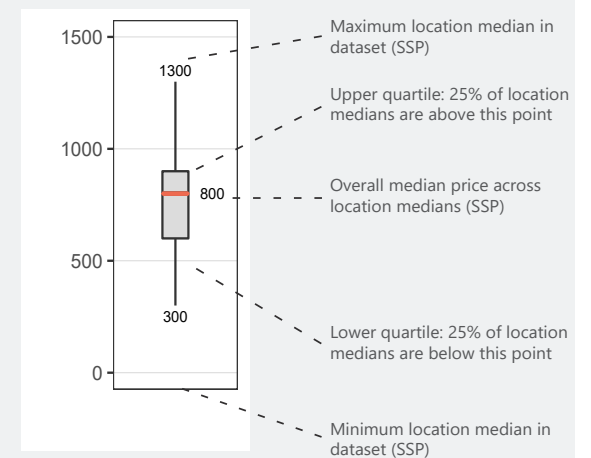 1500
1300
1000
800
500
300
0
Maximum location median in
dataset (SSP)
Upper quartile: 25% of location
medians are above this point
Overall median price across
location medians (SSP)
Lower quartile: 25% of location
medians are below this point
Minimum location median in
dataset (SSP)